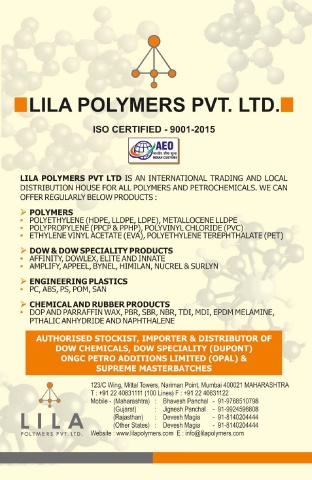 LILA POLYMERS PVT. LTD.
ISO CERTIFIED - 9001-2015
AEO
INDIAN CUSTOMS
LILA POLYMERS PVT LTD IS AN INTERNATIONAL TRADING AND LOCAL
DISTRIBUTION HOUSE FOR ALL POLYMERS AND PETROCHEMICALS. WE CAN
OFFER REGULARLY BELOW PRODUCTS :
➢ POLYMERS
• POLYETHYLENE (HDPE, LLDPE, LDPE), METALLOCENE LLDPE
• POLYPROPYLENE (PPCP & PPHP), POLYVINYL CHLORIDE (PVC)
• ETHYLENE VINYL ACETATE (EVA), POLYETHYLENE TEREPHTHALATE (PET)
➢ DOW & DOW SPECIALITY PRODUCTS
• AFFINITY, DOWLEX, ELITE AND INNATE
• AMPLIFY, APPEEL, BYNEL, HIMILAN, NUCREL & SURLYN
➢ ENGINEERING PLASTICS
• PC, ABS, PS, POM, SAN
➢ CHEMICAL AND RUBBER PRODUCTS
• DOP AND PARRAFFIN WAX, PBR, SBR, NBR, TDI, MDI, EPDM MELAMINE,
PTHALIC ANHYDRIDE AND NAPHTHALENE
AUTHORISED STOCKIST, IMPORTER & DISTRIBUTOR OF
DOW CHEMICALS, DOW SPECIALITY (DUPONT)
ONGC PETRO ADDITIONS LIMITED (OPAL) &
SUPREME MASTERBATCHES
LILA
POLYMERS PVT. LTD.
123/C Wing, Mittal Towers, Nariman Point, Mumbai 400021 MAHARASHTRA
T : +91 22 40631111 (100 Lines) F : +91 22 40631122
Mobile - (Maharashtra) : Bhavesh Panchal - 91-9768510798
(Gujarat) : Jignesh Panchal - 91-9924598808
(Rajasthan) : Devesh Magia - 91-8140204444
(Other States) : Devesh Magia - 91-8140204444
Website : www.lilapolymers.com E : info@lilapolymers.com